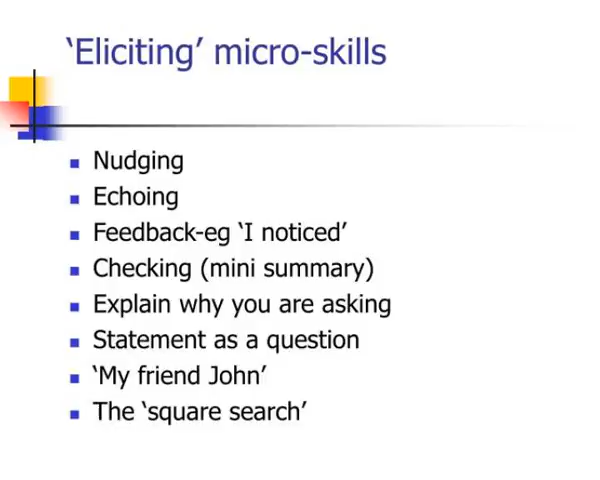 ‘Eliciting’ micro-skills
Nudging
Echoing
Feedback-eg ‘I noticed’
Checking (mini summary)
Explain why you are asking
Statement as a question
‘My friend John’
The ‘square search’